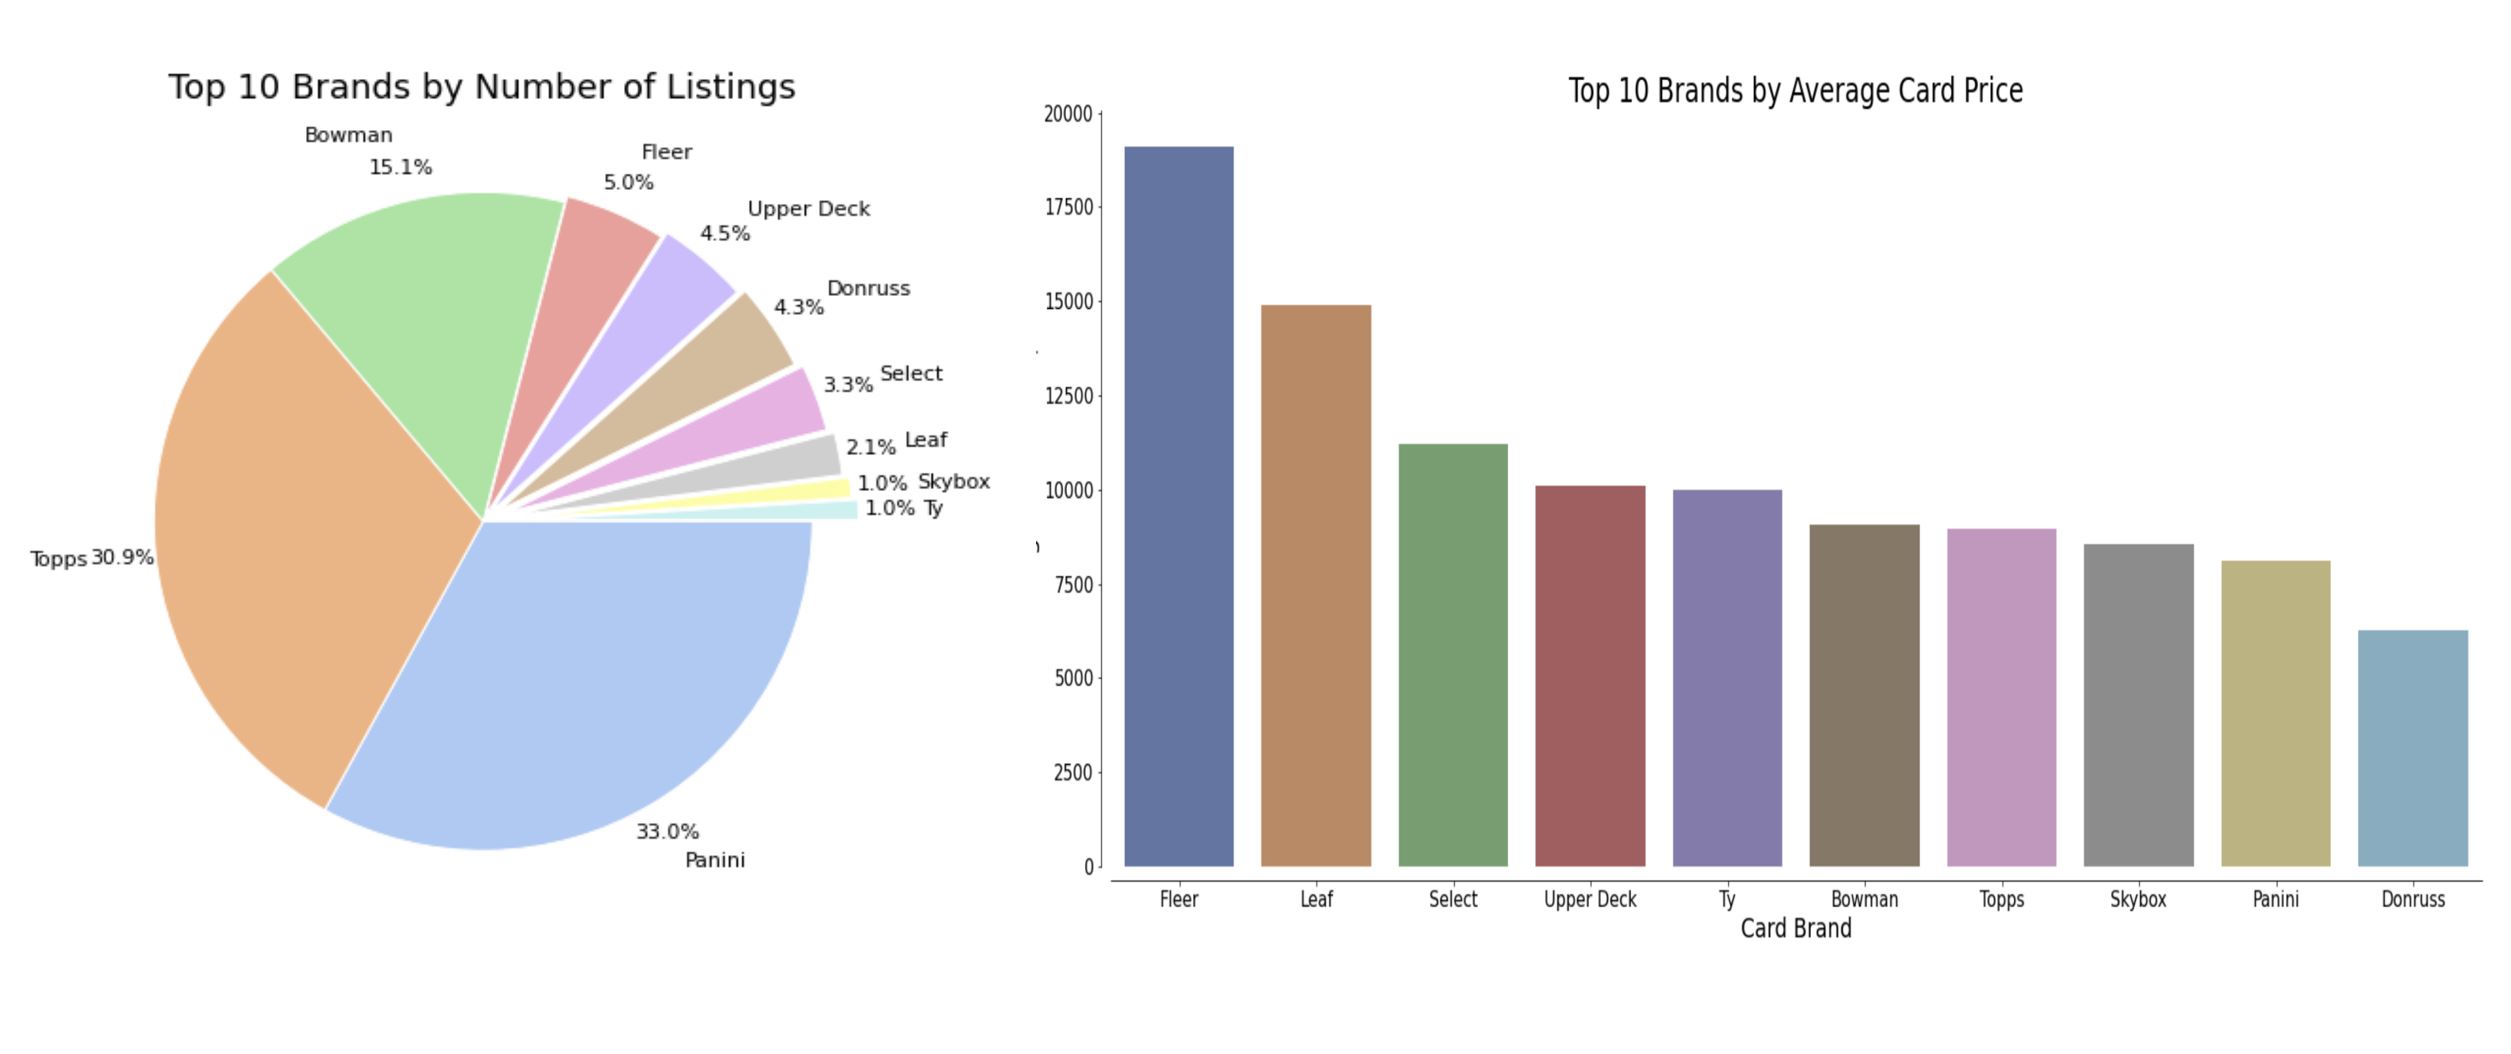 Top 10 Brands by Number of Listings
Bowman
15.1%
Fleer
5.0%
Upper Deck
4.5%
Donruss
4.3%
Select
3.3%
Leaf
2.1%
Skybox
1.0%
Ty
1.0%
Topps 30.9%
33.0%
Panini
Top 10 Brands by Average Card Price
20000
17500
15000
12500
10000
7500
5000
2500
0
Fleer Leaf Select Upper Deck Ty Bowman Topps Skybox Panini Donruss
Card Brand